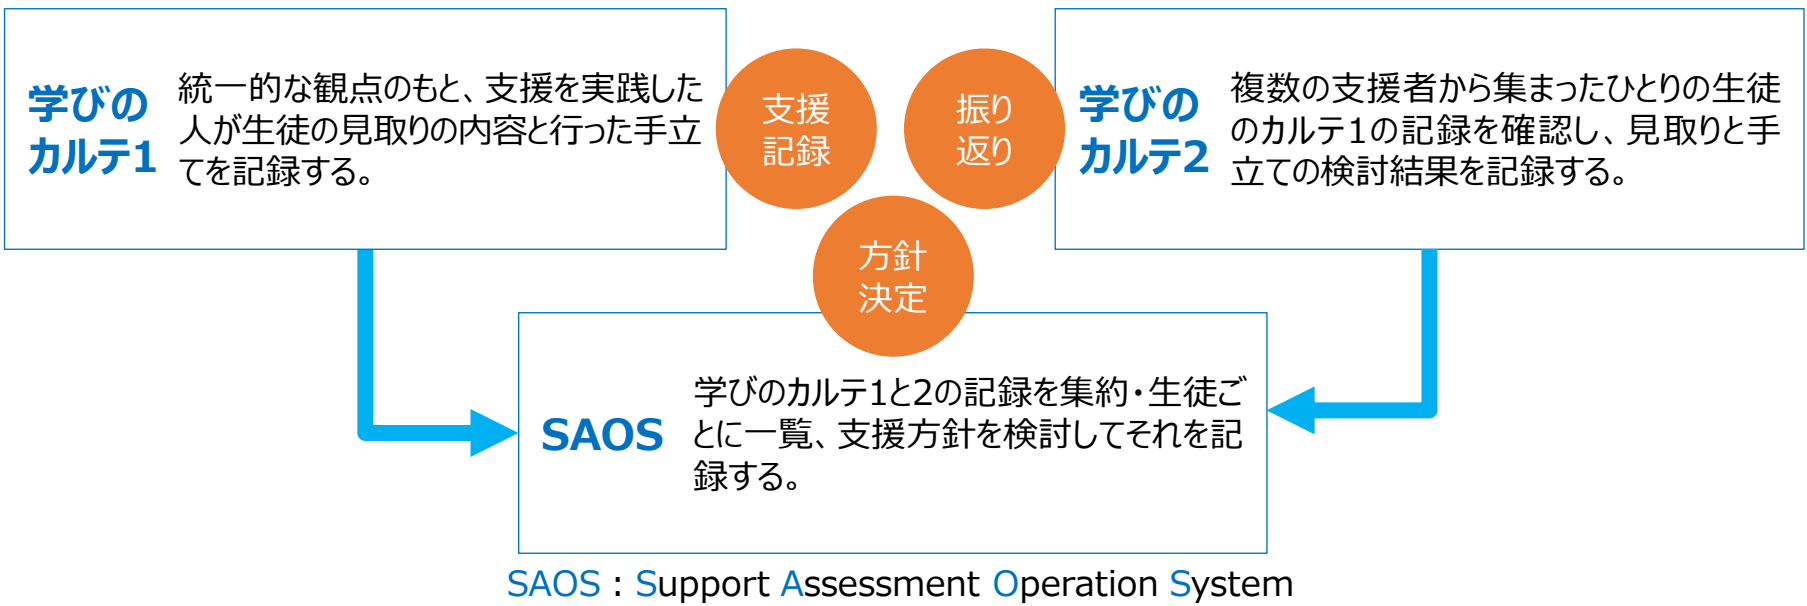 学びの
カルテ1
統一的な観点のもと、支援を実践した
人が生徒の見取りの内容と行った手立
てを記録する。
支援
記録
振り
返り
学びの
カルテ2
複数の支援者から集まったひとりの生徒
のカルテ1の記録を確認し、見取りと手
立ての検討結果を記録する。
方針
決定
SAOS
学びのカルテ1と2の記録を集約・生徒ご
とに一覧、支援方針を検討してそれを記
録する。
SAOS：Support Assessment Operation System